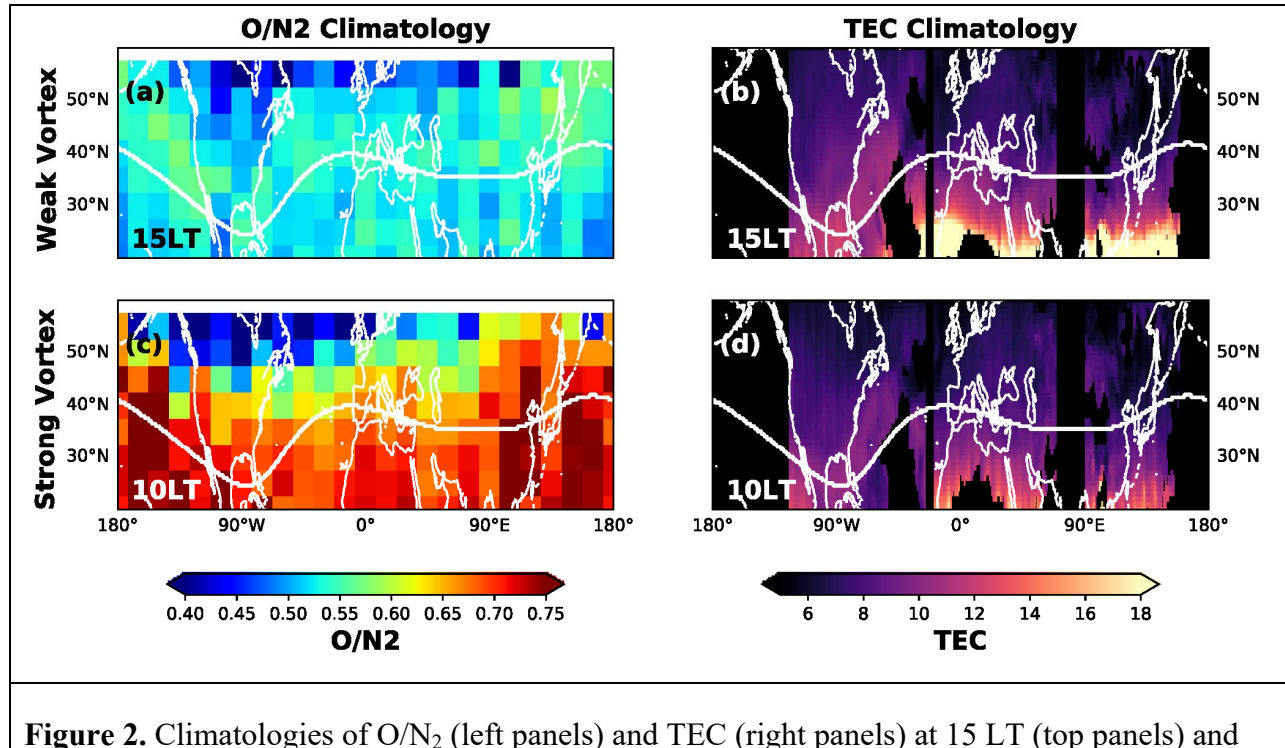 O/N2 Climatology
TEC Climatology
Weak Vortex
50°N
40°N
30°N
(a)
15LT
(b)
15LT
50°N
40°N
30°N
Strong Vortex
50°N
40°N
30°N
(c)
10LT
(d)
10LT
50°N
40°N
30°N
180° 90°W 0° 90°E 180°
180° 90°W 0° 90°E 180°
0.40 0.45 0.50 0.55 0.60 0.65 0.70 0.75
O/N2
6 8 10 12 14 16 18
TEC
Figure 2. Climatologies of O/N₂ (left panels) and TEC (right panels) at 15 LT (top panels) and